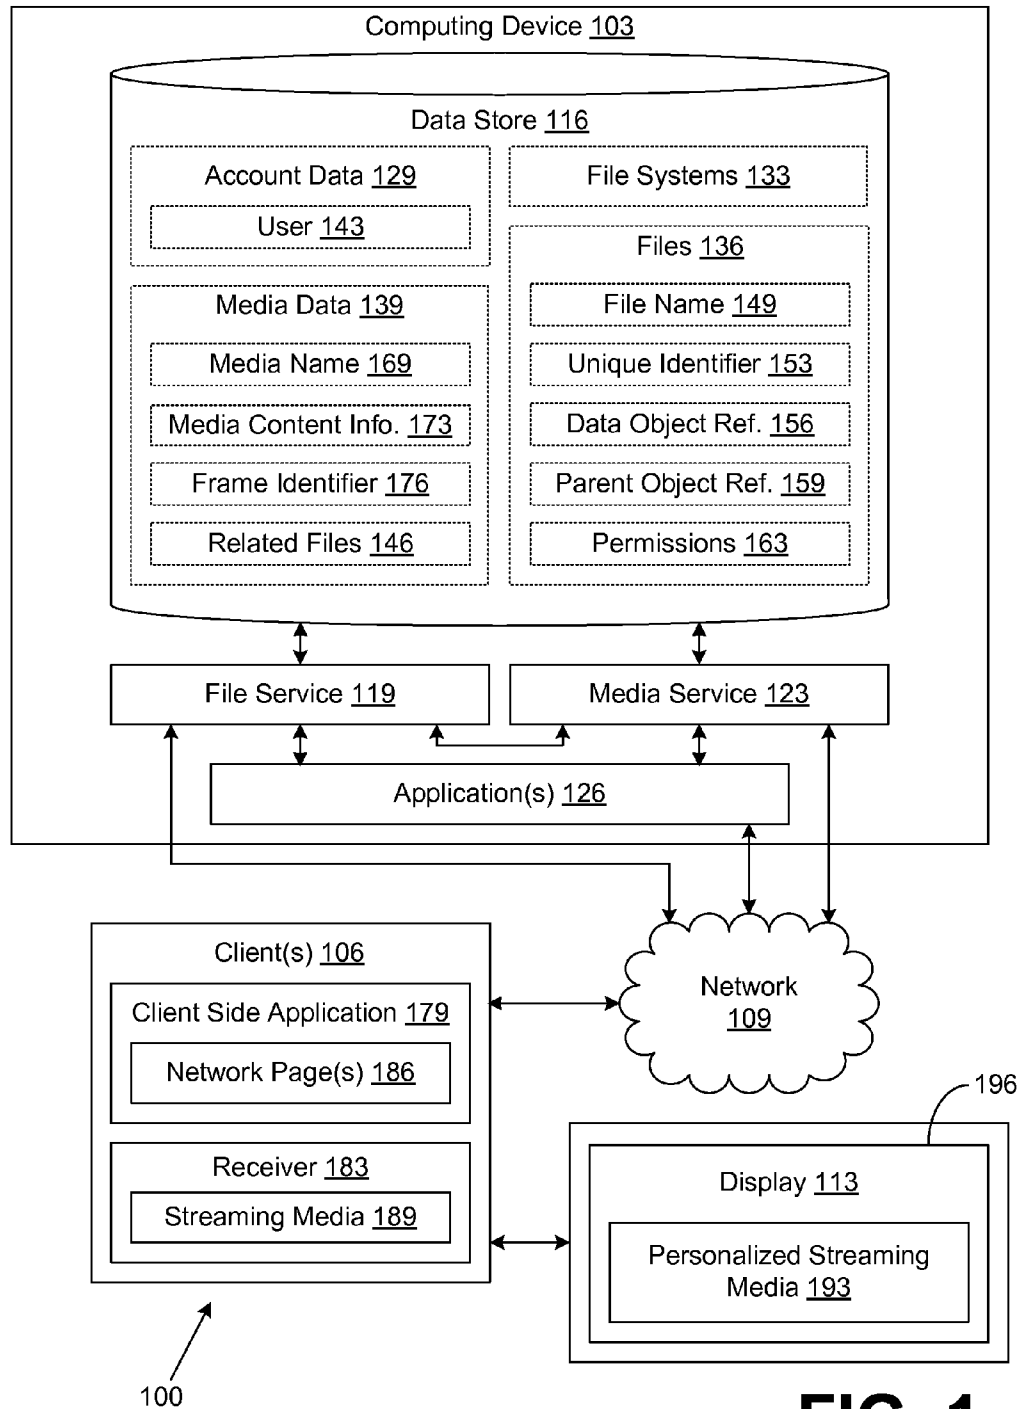 Computing Device 103
Data Store 116
Account Data 129
User 143
Media Data 139
Media Name 169
Media Content Info. 173
Frame Identifier 176
Related Files 146
File Systems 133
Files 136
File Name 149
Unique Identifier 153
Data Object Ref. 156
Parent Object Ref. 159
Permissions 163
File Service 119
Media Service 123
Application(s) 126
Client(s) 106
Client Side Application 179
Network Page(s) 186
Receiver 183
Streaming Media 189
Network
109
196
Display 113
Personalized Streaming
Media 193
100
FIG. 1